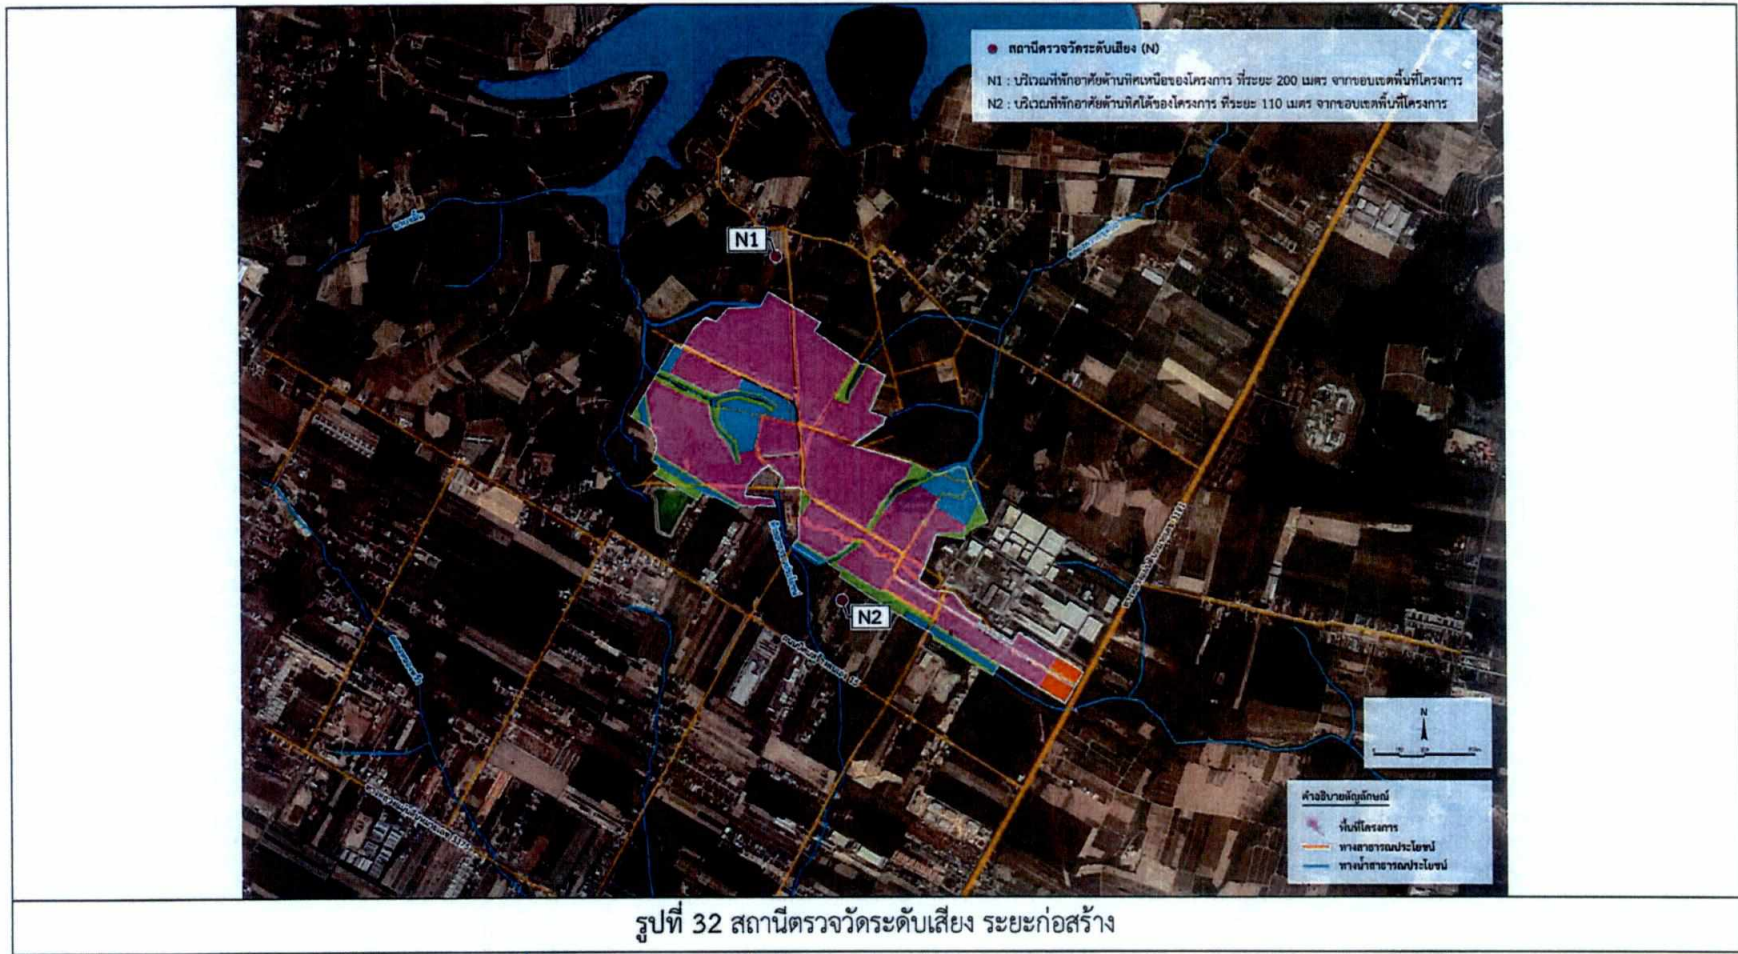 สถานีตรวจวัดระดับเสียง (N)
N1 : บริเวณที่พักอาศัยด้านทิศเหนือของโครงการ ที่ระยะ 200 เมตร จากขอบเขตพื้นที่โครงการ
N2 : บริเวณที่พักอาศัยด้านทิศใต้ของโครงการ ที่ระยะ 110 เมตร จากขอบเขตพื้นที่โครงการ
N1
N2
N
คำอธิบายสัญลักษณ์
พื้นที่โครงการ
ทางสาธารณประโยชน์
ทางน้ำสาธารณประโยชน์
รูปที่ 32 สถานีตรวจวัดระดับเสียง ระยะก่อสร้าง